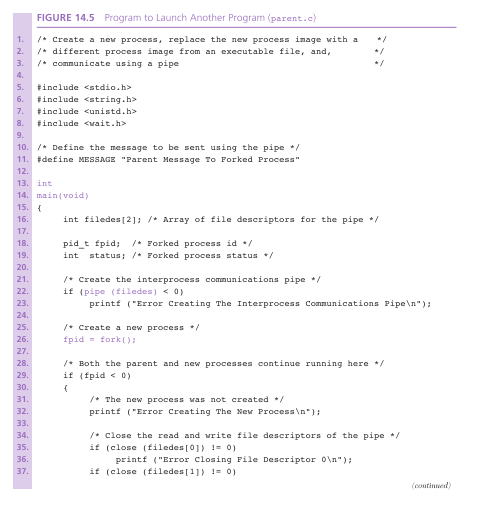 FIGURE 14.5 Program to Launch Another Program (parent.c)
1. /* Create a new process, replace the new process image with a */
2. /* different process image from an executable file, and, */
3. /* communicate using a pipe */
4.
5. #include <stdio.h>
6. #include <string.h>
7. #include <unistd.h>
8. #include <wait.h>
9.
10. /* Define the message to be sent using the pipe */
11. #define MESSAGE "Parent Message To Forked Process"
12.
13. int
14. main(void)
15. {
16. int filedes[2]; /* Array of file descriptors for the pipe */
17.
18. pid_t fpid; /* Forked process id */
19. int status; /* Forked process status */
20.
21. /* Create the interprocess communications pipe */
22. if (pipe (filedes) < 0)
23. printf ("Error Creating The Interprocess Communications Pipe\n");
24.
25. /* Create a new process */
26. fpid = fork();
27.
28. /* Both the parent and new processes continue running here */
29. if (fpid < 0)
30. {
31. /* The new process was not created */
32. printf ("Error Creating The New Process\n");
33.
34. /* Close the read and write file descriptors of the pipe */
35. if (close (filedes[0]) != 0)
36. printf ("Error Closing File Descriptor 0\n");
37. if (close (filedes[1]) != 0)
(continued)